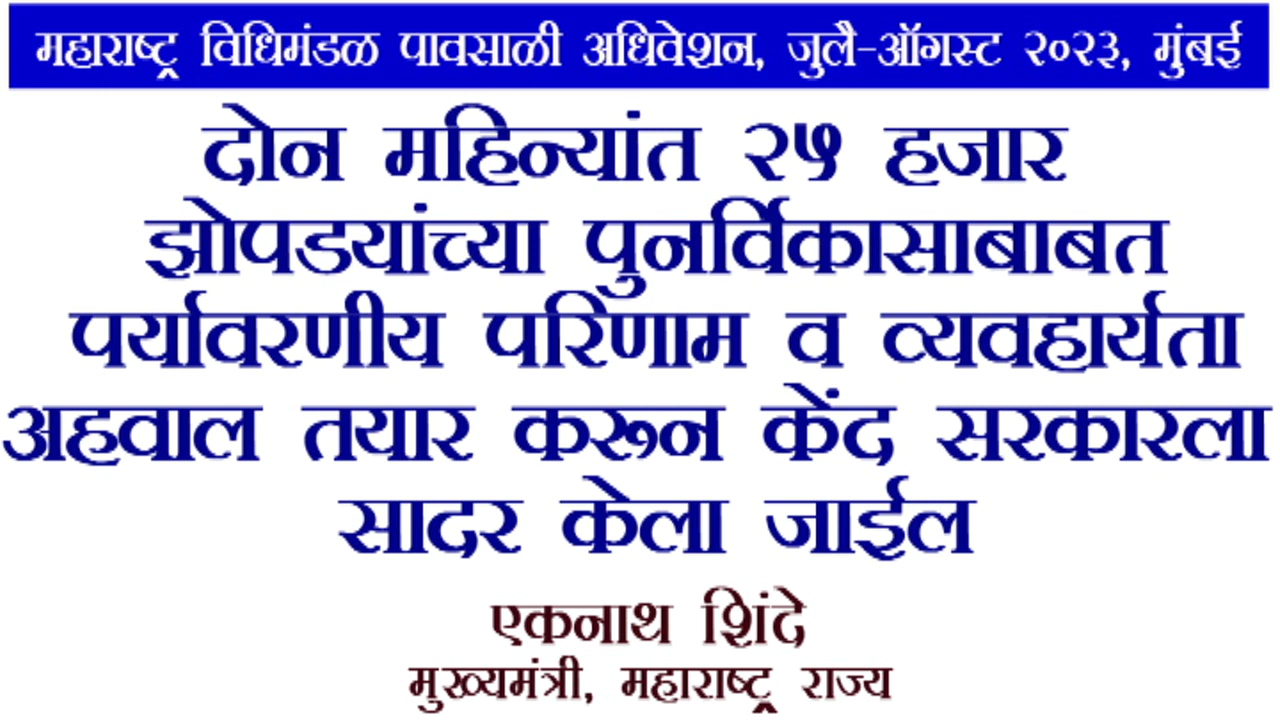 महाराष्ट्र विधिमंडळ पावसाळी अधिवेशन, जुलै-ऑगस्ट २०२३, मुंबई
दोन महिन्यांत २५ हजार
झोपडयांच्या पुनर्विकासाबाबत
पर्यावरणीय परिणाम व व्यवहार्यता
अहवाल तयार करून केंद सरकारला
सादर केला जाईल
एकनाथ शिंदे
मुख्यमंत्री, महाराष्ट्र राज्य